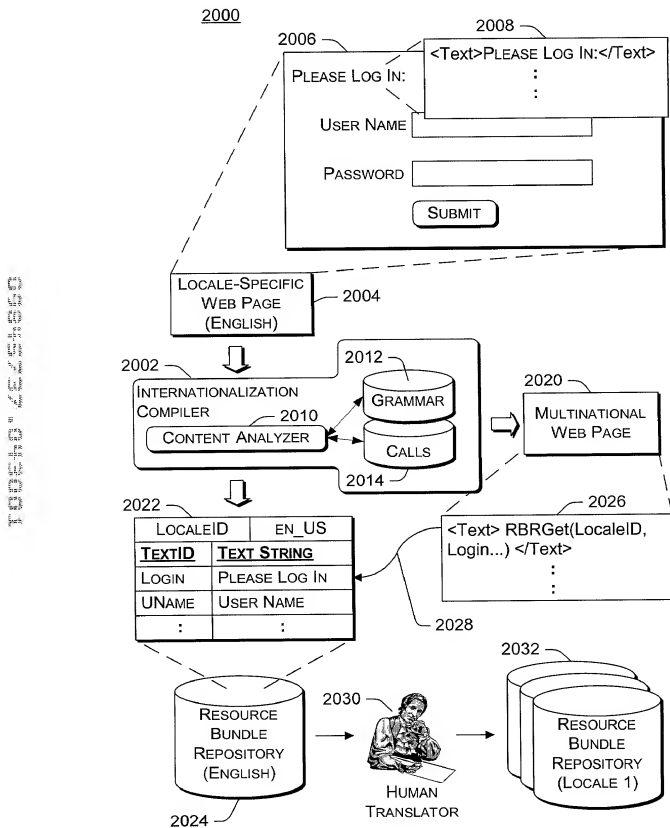 2000
2006
2008
<Text>PLEASE LOG IN:</Text>
:
:
PLEASE LOG IN:
USER NAME
PASSWORD
SUBMIT
LOCALE-SPECIFIC
WEB PAGE
(ENGLISH)
2004
2002
INTERNATIONALIZATION
COMPILER
2010
CONTENT ANALYZER
2012
GRAMMAR
CALLS
2014
2020
MULTINATIONAL
WEB PAGE
2022
LOCALEID EN_US
TEXTID TEXT STRING
LOGIN PLEASE LOG IN
UNAME USER NAME
: :
2026
<Text> RBRGet(LocaleID,
Login...) </Text>
:
:
2028
RESOURCE
BUNDLE
REPOSITORY
(ENGLISH)
2024
2030
HUMAN
TRANSLATOR
2032
RESOURCE
BUNDLE
REPOSITORY
(LOCALE 1)